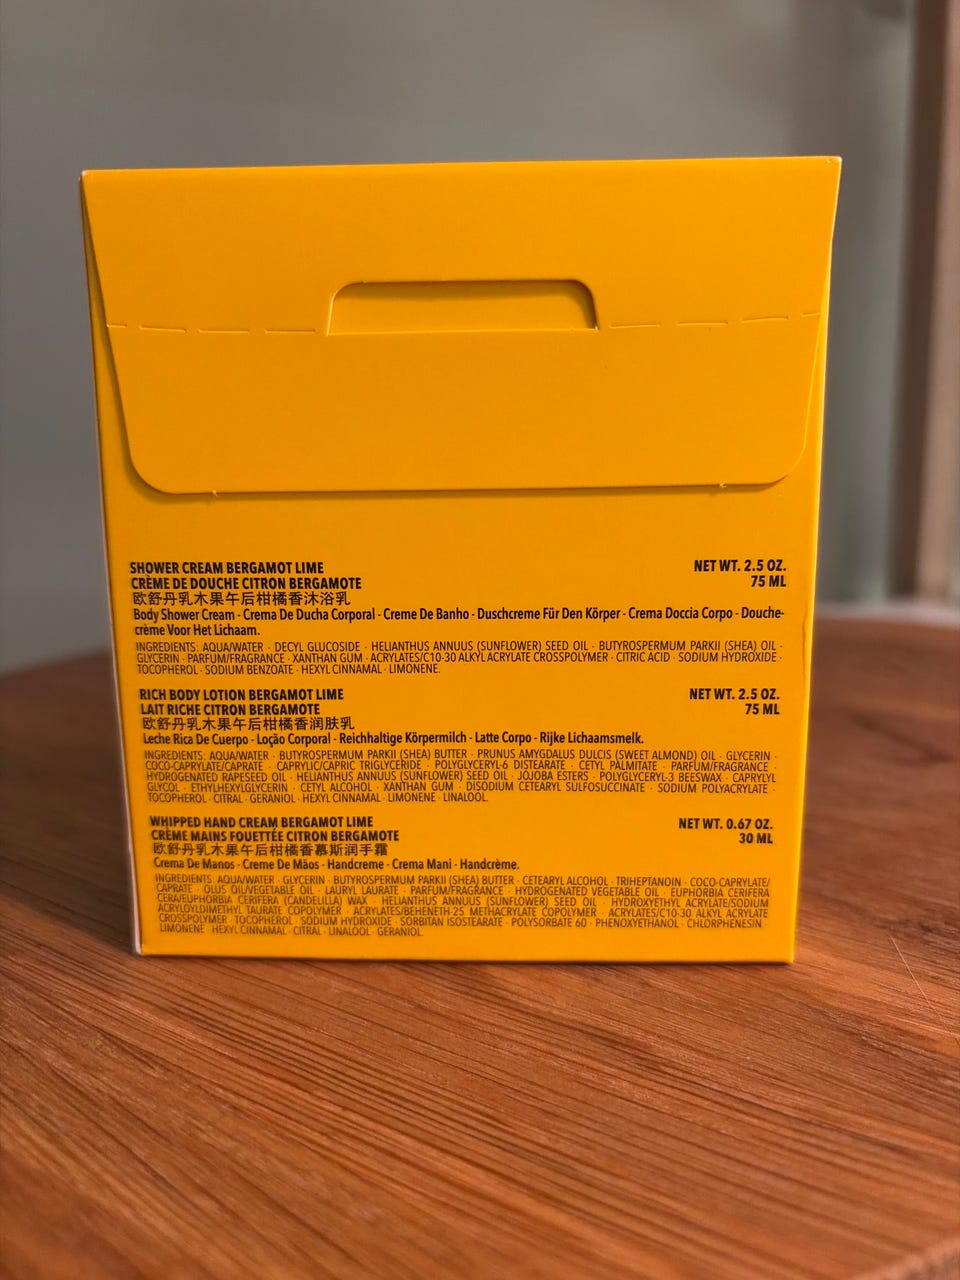 SHOWER CREAM BERGAMOT LIME NET WT. 2.5 OZ.
CRÈME DE DOUCHE CITRON BERGAMOTE 75 ML
欧舒丹乳木果午后柑橘香沐浴乳
Body Shower Cream - Crema De Ducha Corporal - Creme De Banho - Duschcreme Für Den Körper - Crema Doccia Corpo - Douche-
crème Voor Het Lichaam.
INGREDIENTS: AQUA/WATER · DECYL GLUCOSIDE · HELIANTHUS ANNUUS (SUNFLOWER) SEED OIL · BUTYROSPERMUM PARKII (SHEA) OIL ·
GLYCERIN · PARFUM/FRAGRANCE · XANTHAN GUM · ACRYLATES/C10-30 ALKYL ACRYLATE CROSSPOLYMER · CITRIC ACID · SODIUM HYDROXIDE ·
TOCOPHEROL · SODIUM BENZOATE · HEXYL CINNAMAL · LIMONENE.
RICH BODY LOTION BERGAMOT LIME NET WT. 2.5 OZ.
LAIT RICHE CITRON BERGAMOTE 75 ML
欧舒丹乳木果午后柑橘香润肤乳
Leche Rica De Cuerpo - Loção Corporal - Reichhaltige Körpermilch - Latte Corpo - Rijke Lichaamsmelk.
INGREDIENTS: AQUA/WATER · BUTYROSPERMUM PARKII (SHEA) BUTTER · PRUNUS AMYGDALUS DULCIS (SWEET ALMOND) OIL · GLYCERIN ·
COCO-CAPRYLATE/CAPRATE · CAPRYLIC/CAPRIC TRIGLYCERIDE · POLYGLYCERYL-6 DISTEARATE · CETYL PALMITATE · PARFUM/FRAGRANCE ·
HYDROGENATED RAPESEED OIL · HELIANTHUS ANNUUS (SUNFLOWER) SEED OIL · JOJOBA ESTERS · POLYGLYCERYL-3 BEESWAX · CAPRYLYL
GLYCOL · ETHYLHEXYLGLYCERIN · CETYL ALCOHOL · XANTHAN GUM · DISODIUM CETEARYL SULFOSUCCINATE · SODIUM POLYACRYLATE ·
TOCOPHEROL · CITRAL · GERANIOL · HEXYL CINNAMAL · LIMONENE · LINALOOL.
WHIPPED HAND CREAM BERGAMOT LIME NET WT. 0.67 OZ.
CRÈME MAINS FOUETTÉE CITRON BERGAMOTE 30 ML
欧舒丹乳木果午后柑橘香慕斯润手霜
Crema De Manos - Creme De Mãos - Handcreme - Crema Mani - Handcrème.
INGREDIENTS: AQUA/WATER · GLYCERIN · BUTYROSPERMUM PARKII (SHEA) BUTTER · CETEARYL ALCOHOL · TRIHEPTANOIN · COCO-CAPRYLATE/
CAPRATE · OLUS OIL/VEGETABLE OIL · LAURYL LAURATE · PARFUM/FRAGRANCE · HYDROGENATED VEGETABLE OIL · EUPHORBIA CERIFERA
CERA/EUPHORBIA CERIFERA (CANDELILLA) WAX · HELIANTHUS ANNUUS (SUNFLOWER) SEED OIL · HYDROXYETHYL ACRYLATE/SODIUM
ACRYLOYLDIMETHYL TAURATE COPOLYMER · ACRYLATES/BEHENETH-25 METHACRYLATE COPOLYMER · ACRYLATES/C10-30 ALKYL ACRYLATE
CROSSPOLYMER · TOCOPHEROL · SODIUM HYDROXIDE · SORBITAN ISOSTEARATE · POLYSORBATE 60 · PHENOXYETHANOL · CHLORPHENESIN ·
LIMONENE · HEXYL CINNAMAL · CITRAL · LINALOOL · GERANIOL.